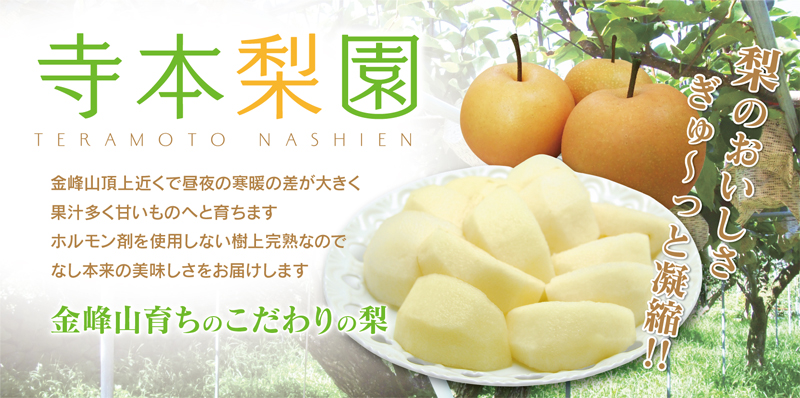 寺本梨園
TERAMOTO NASHIEN
金峰山頂上近くで昼夜の寒暖の差が大きく
果汁多く甘いものへと育ちます
ホルモン剤を使用しない樹上完熟なので
なし本来の美味しさをお届けします
金峰山育ちのこだわりの梨
梨のおいしさ
ぎゅ〜っと凝縮!!